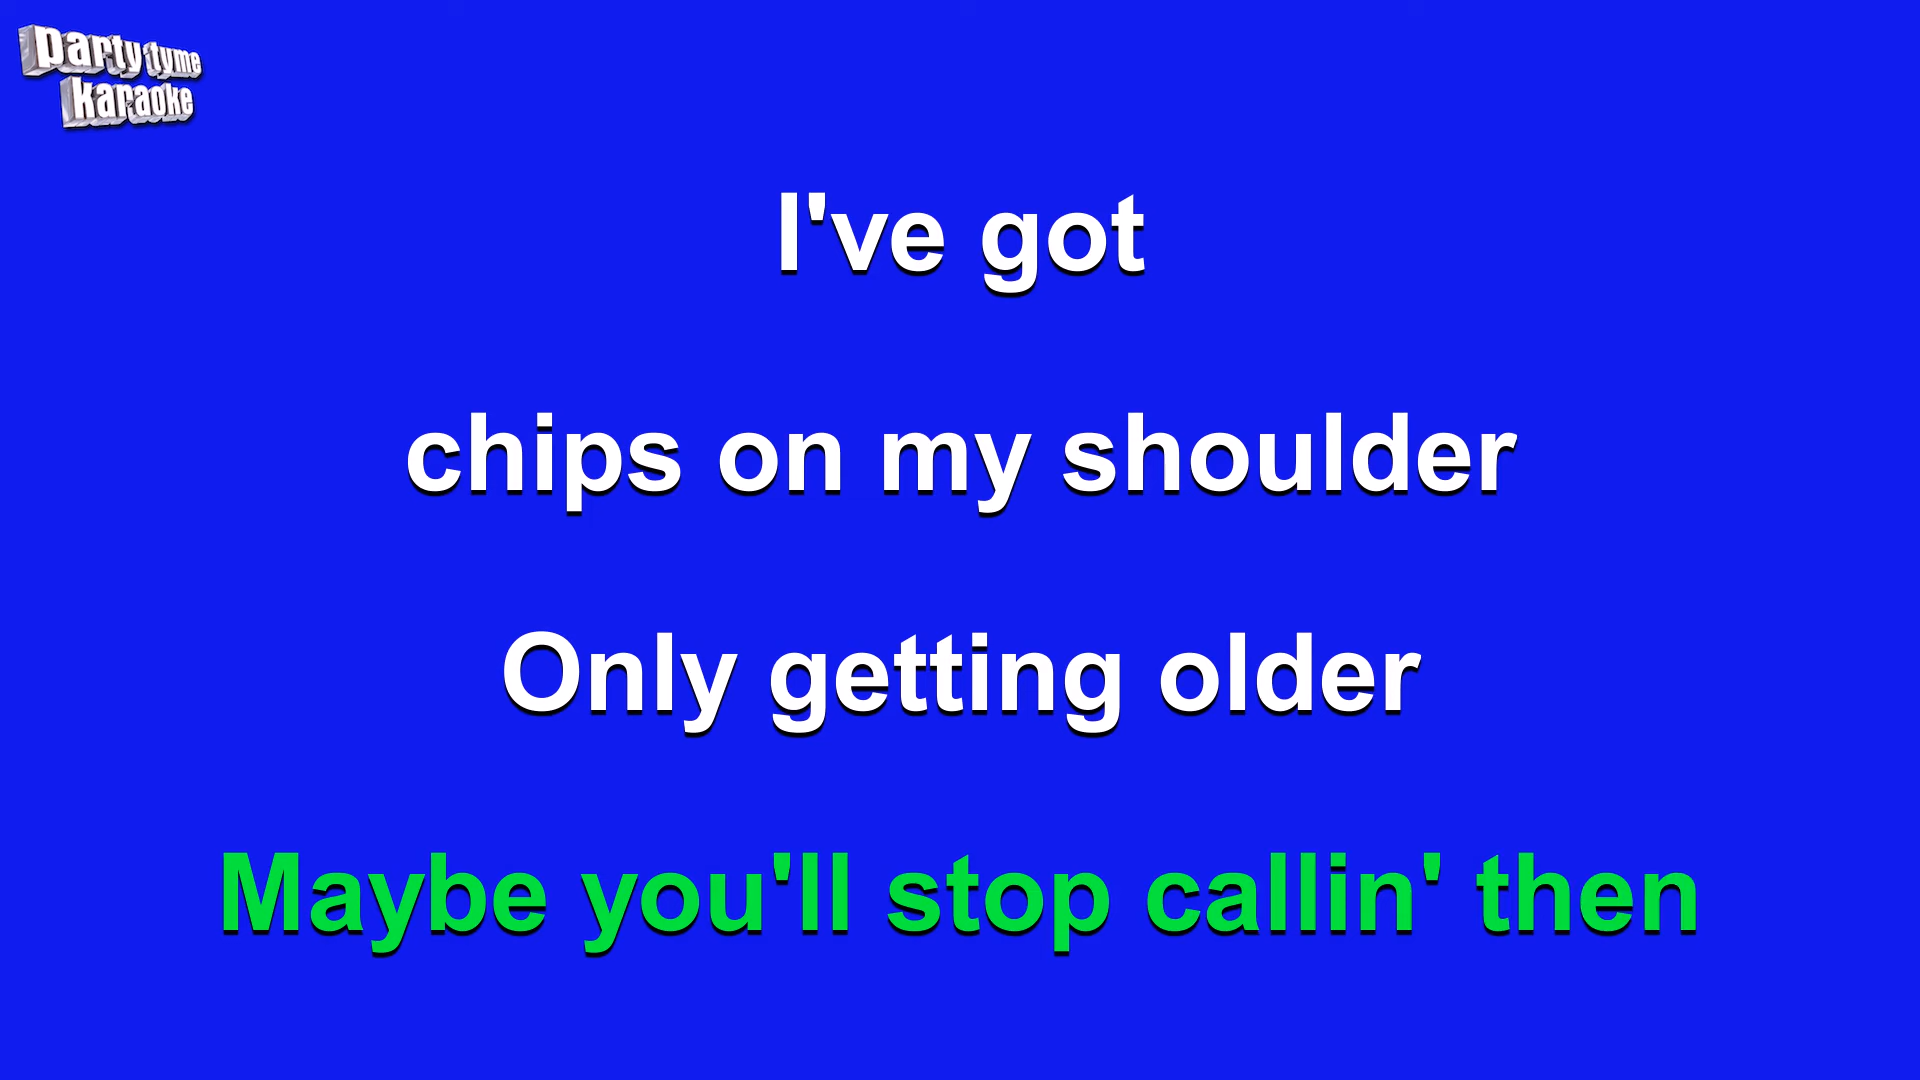 party tyme
karaoke
I've got
chips on my shoulder
Only getting older
Maybe you'll stop callin' then